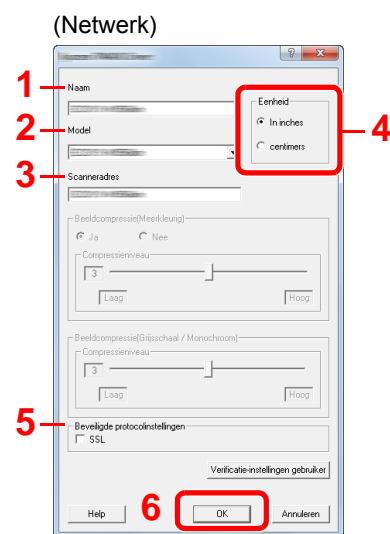 (Netwerk)
1 Naam
Eenheid
In inches
4
2 Model
centimers
3 Scanneradres
Beeldcompressie(Meerkleurig)
Ja Nee
Compressieniveau
3
Laag Hoog
Beeldcompressie(Grijsschaal / Monochroom)
Compressieniveau
3
Laag Hoog
5 Beveiligde protocolinstellingen
SSL
Verificatie-instellingen gebruiker
Help 6 OK Annuleren